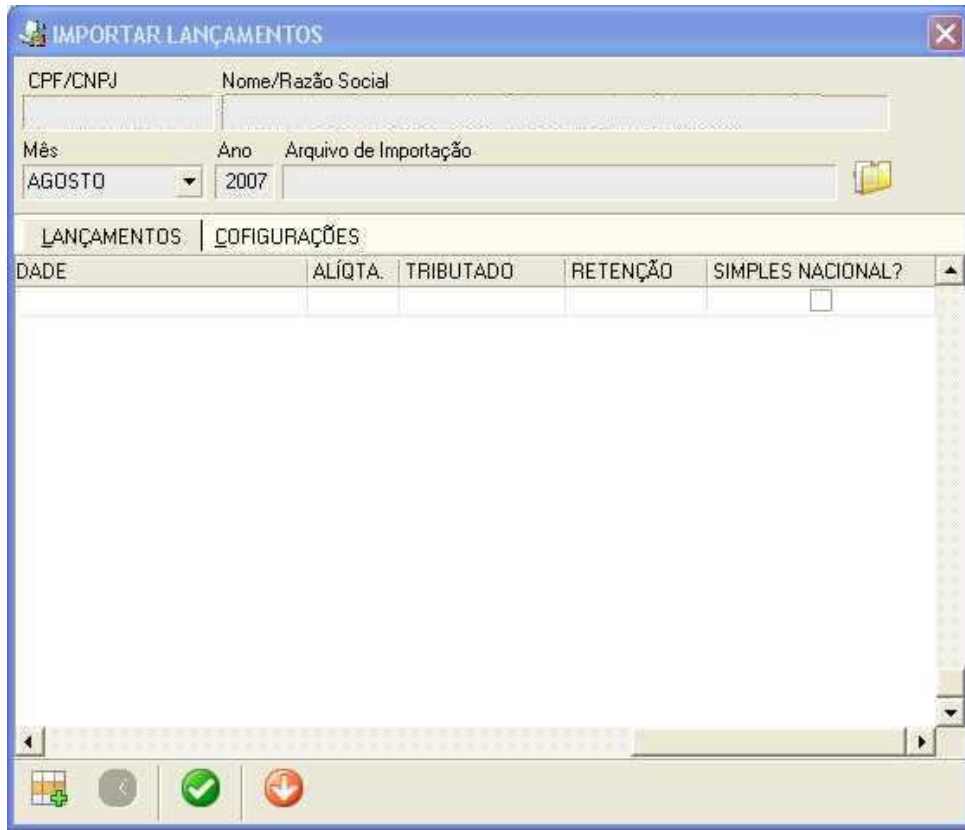 IMPORTAR LANÇAMENTOS
CPF/CNPJ Nome/Razão Social
Mês Ano Arquivo de Importação
AGOSTO 2007
LANÇAMENTOS COFIGURAÇÕES
DADE ALÍQTA. TRIBUTADO RETENÇÃO SIMPLES NACIONAL?